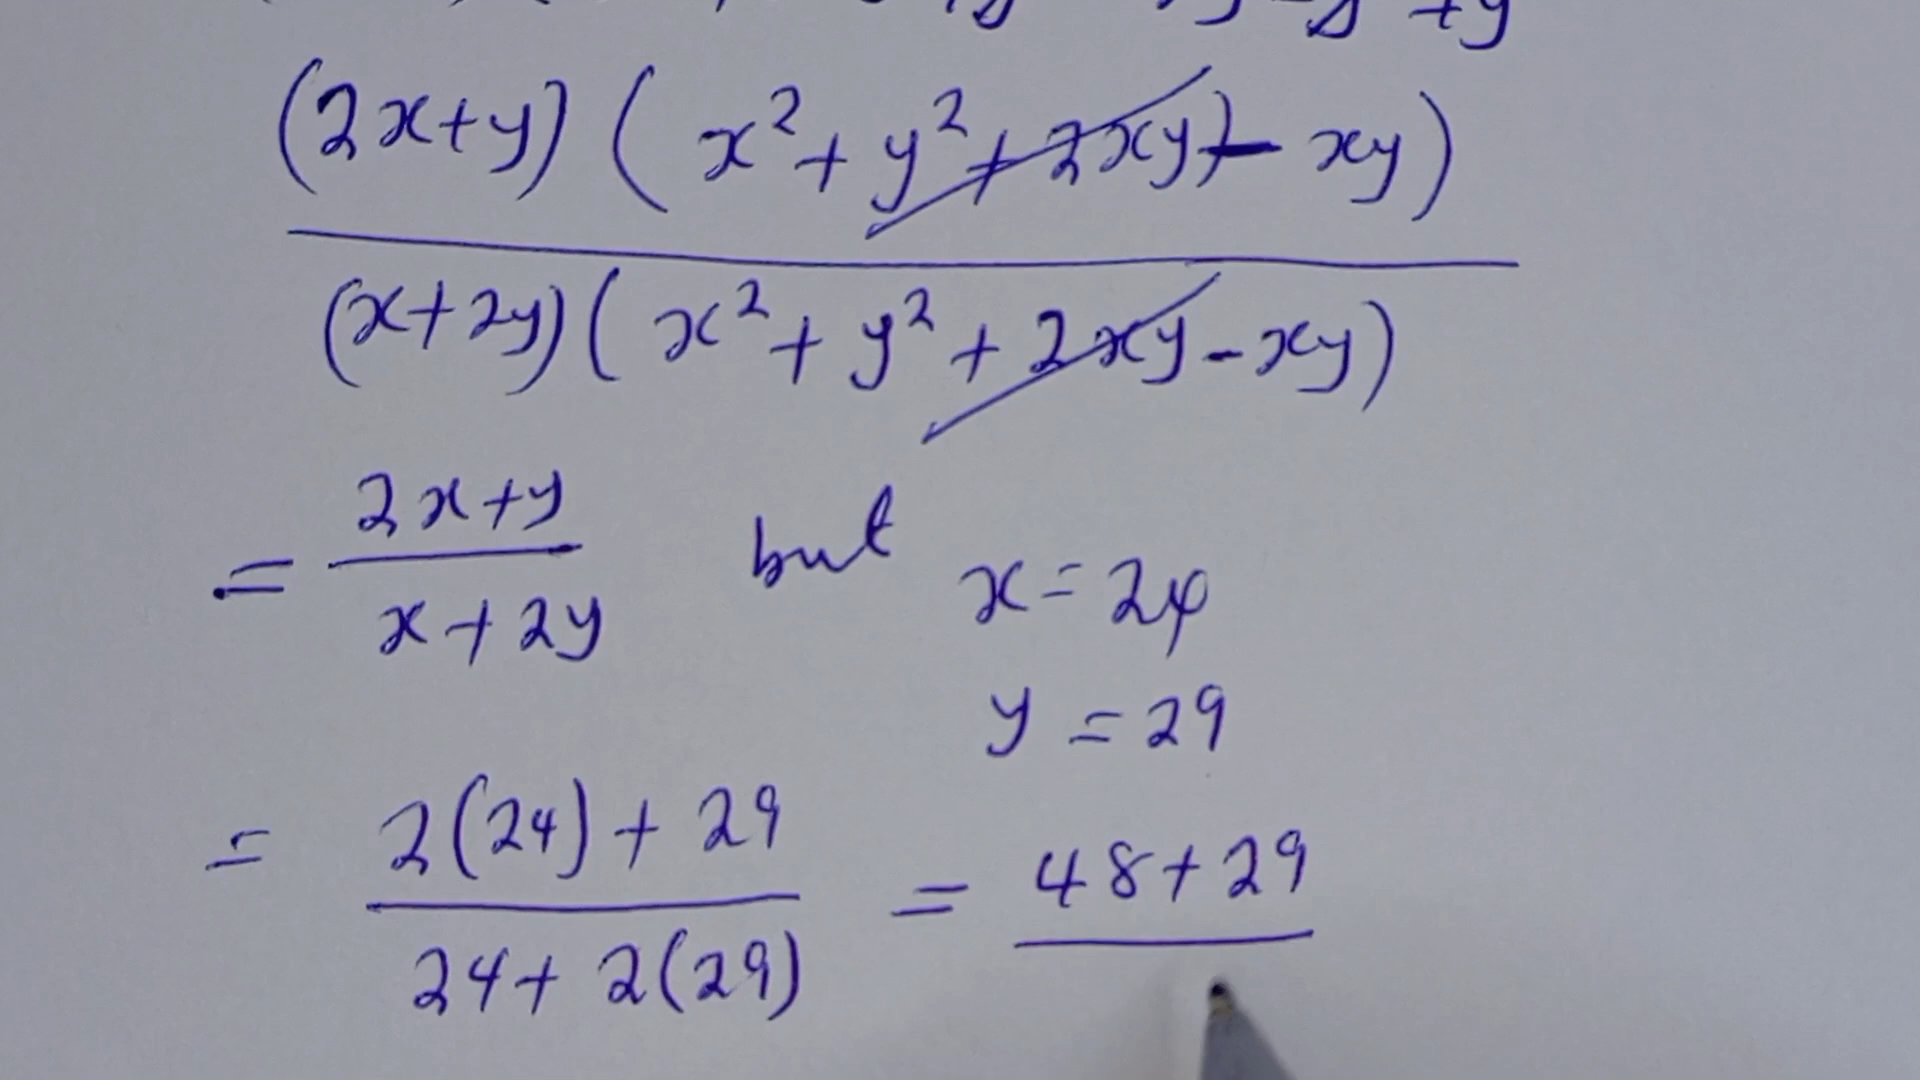 (2x+y)(x²+y²+2xy)-xy)
(x+2y)(x²+y²+2xy-xy)
= 2x+y / x+2y but x=24
y=29
= 2(24)+29 / 24+2(29) = 48+29